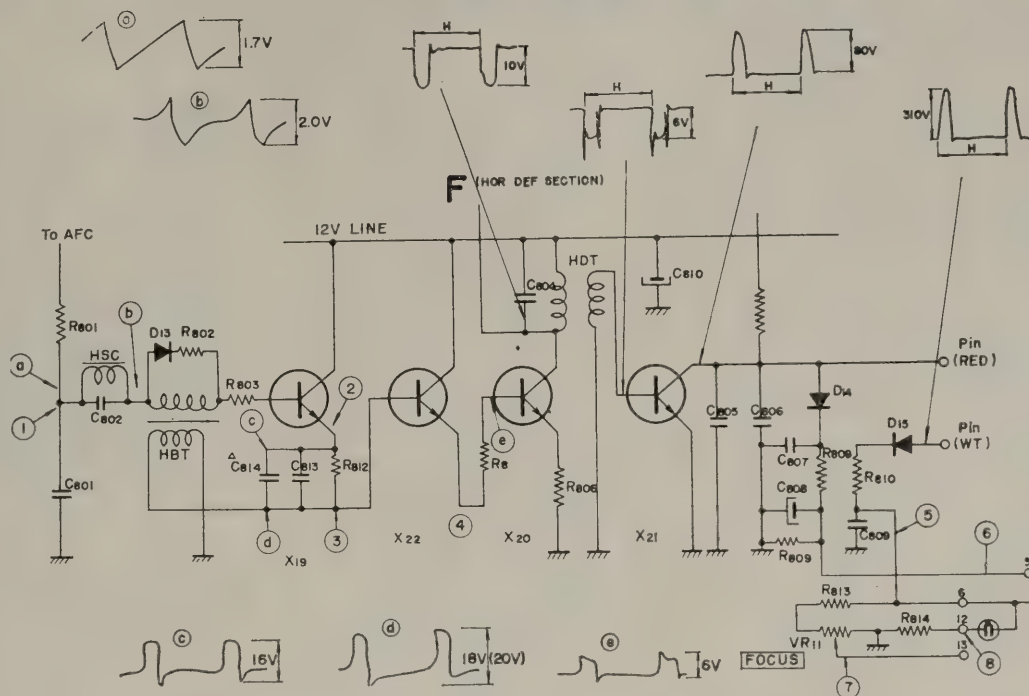 a
1.7V
b
2.0V
H
10V
H
6V
H
80V
310V
H
F (HOR DEF SECTION)
To AFC
12V LINE
HDT
C810
C804
R801
b
D13
R802
HSC
R803
a
C802
1
2
c
HBT
△C814
C813
R812
C801
d
3
X19
X22
4
R8
e
X20
R806
X21
C805
C806
C807
C808
R809
D14
R809
D15
R810
C809
Pin (RED)
Pin (WT)
5
6
5
R813
6
R814
12
VR11
13
8
7
FOCUS
c
16V
d
18V(20V)
e
6V